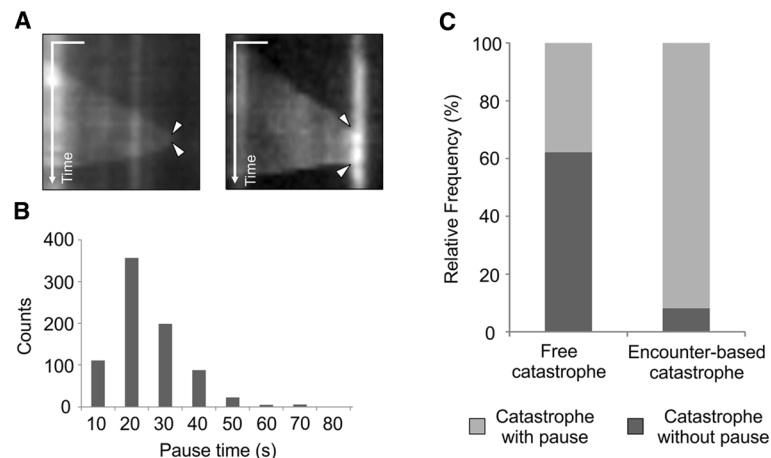 A
Time
Time
B
400
300
200
100
0
Counts
10 20 30 40 50 60 70 80
Pause time (s)
C
100
80
60
40
20
0
Relative Frequency (%)
Free
catastrophe
Encounter-based
catastrophe
Catastrophe
with pause
Catastrophe
without pause